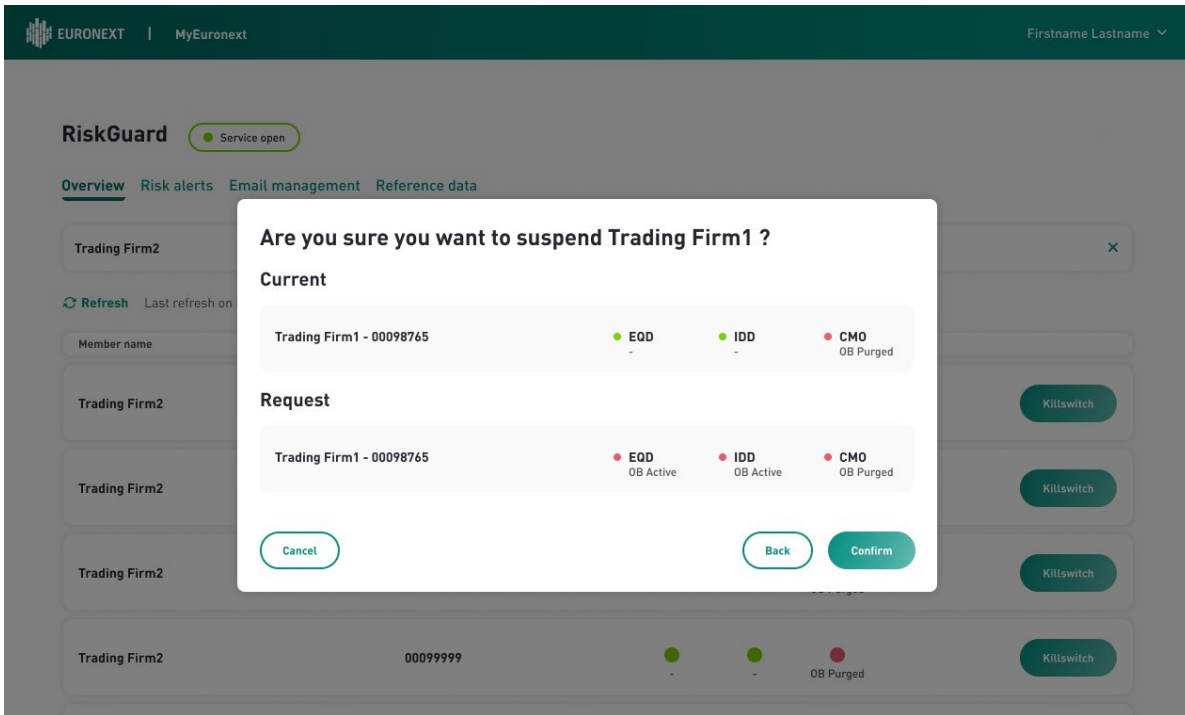 EURONEXT | MyEuronext
Firstname Lastname
RiskGuard
Service open
Overview Risk alerts Email management Reference data
Trading Firm2
Refresh Last refresh on
Member name
Trading Firm2
Killswitch
Trading Firm2
Killswitch
Trading Firm2
Killswitch
Trading Firm2 00099999 - - OB Purged
Killswitch
Are you sure you want to suspend Trading Firm1 ?
Current
Trading Firm1 - 00098765 EQD IDD CMO
- - OB Purged
Request
Trading Firm1 - 00098765 EQD IDD CMO
OB Active OB Active OB Purged
Cancel Back Confirm